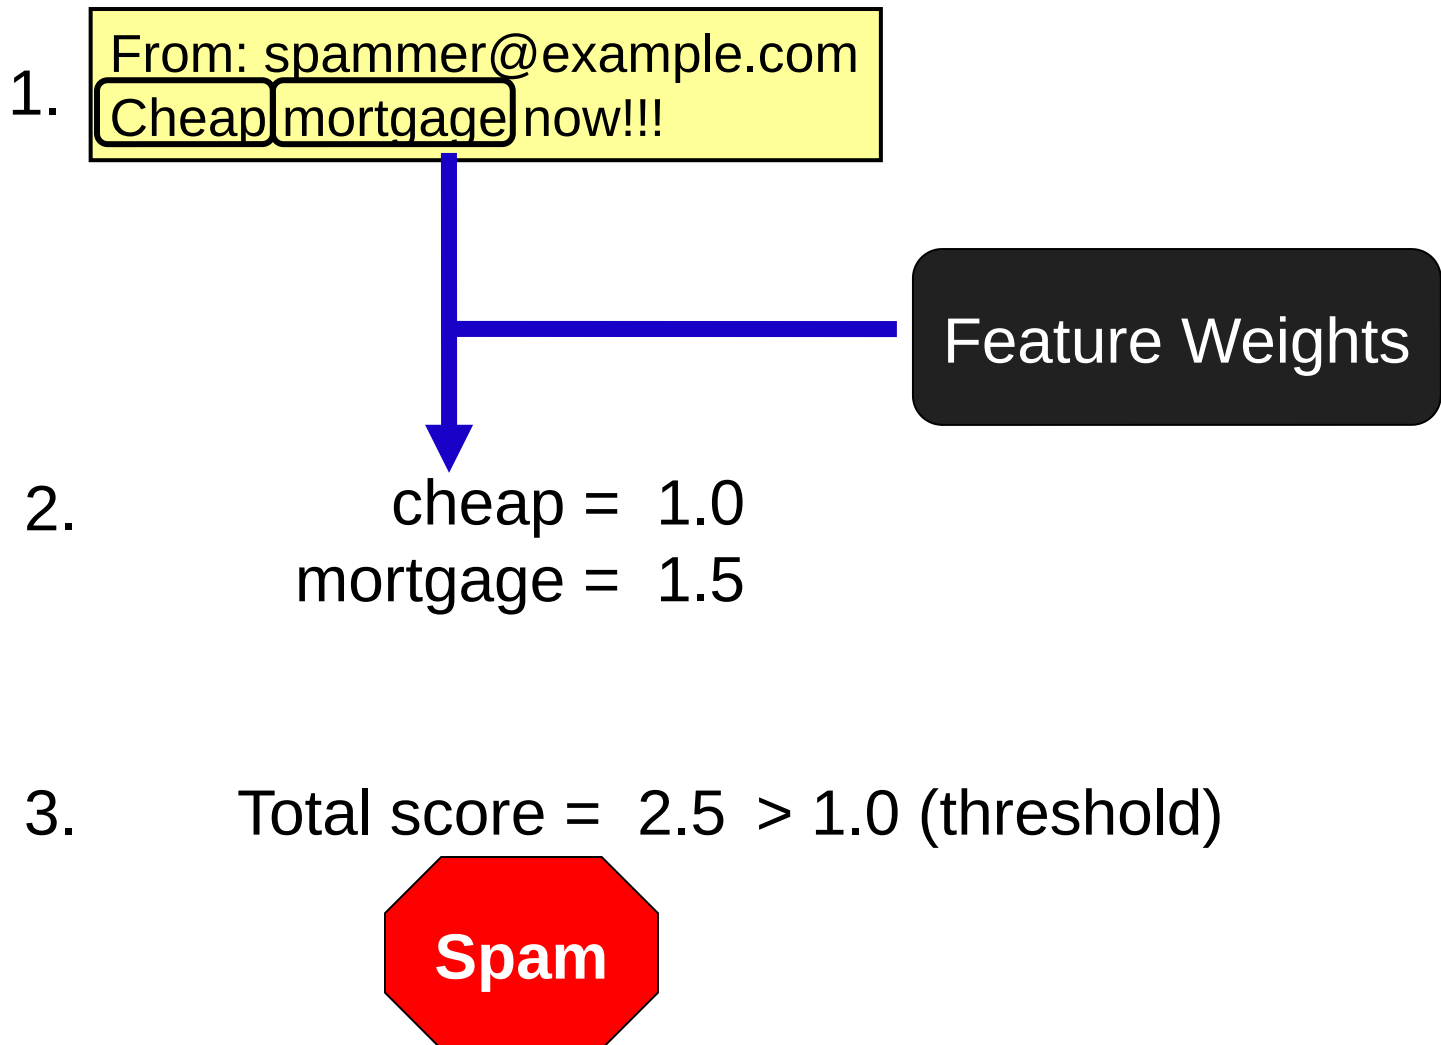 1.
From: spammer@example.com
Cheap mortgage now!!!
Feature Weights
2.
cheap = 1.0
mortgage = 1.5
3.
Total score = 2.5 > 1.0 (threshold)
Spam